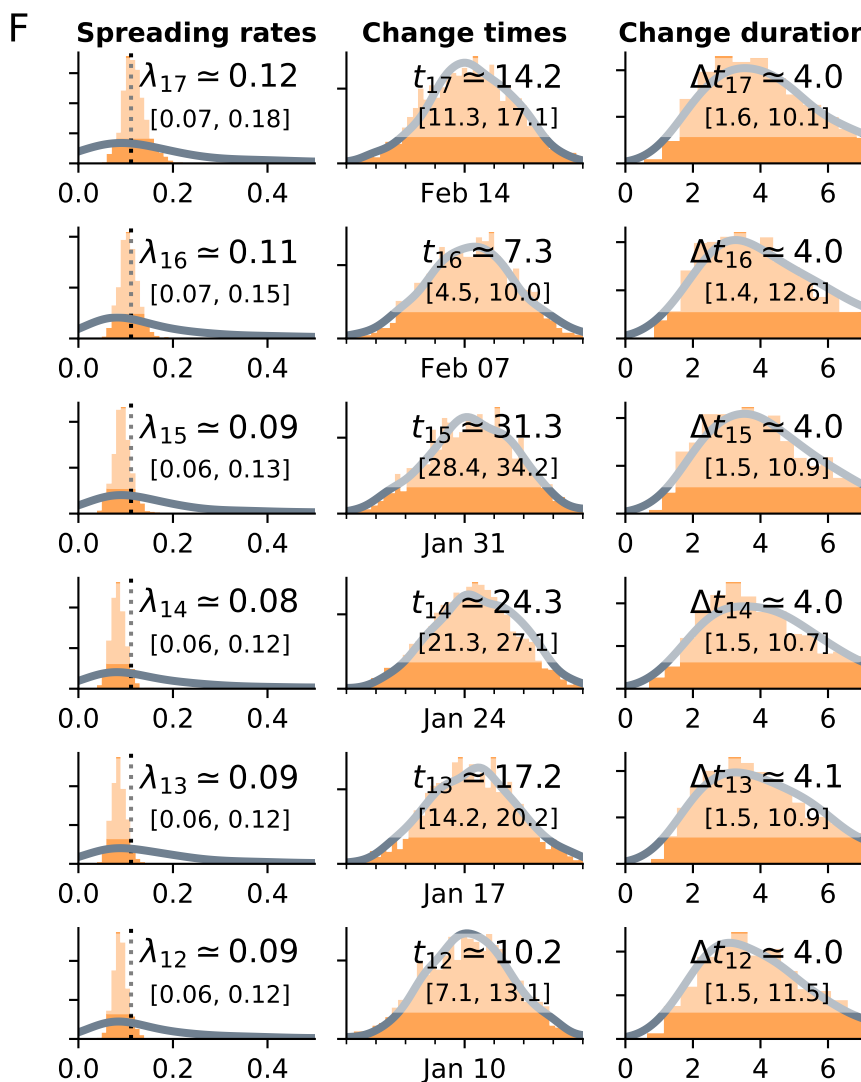 F
Spreading rates Change times Change duration
λ17 ≃ 0.12 t17 ≃ 14.2 Δt17 ≃ 4.0
[0.07, 0.18] [11.3, 17.1] [1.6, 10.1]
0.0 0.2 0.4 Feb 14 0 2 4 6
λ16 ≃ 0.11 t16 ≃ 7.3 Δt16 ≃ 4.0
[0.07, 0.15] [4.5, 10.0] [1.4, 12.6]
0.0 0.2 0.4 Feb 07 0 2 4 6
λ15 ≃ 0.09 t15 ≃ 31.3 Δt15 ≃ 4.0
[0.06, 0.13] [28.4, 34.2] [1.5, 10.9]
0.0 0.2 0.4 Jan 31 0 2 4 6
λ14 ≃ 0.08 t14 ≃ 24.3 Δt14 ≃ 4.0
[0.06, 0.12] [21.3, 27.1] [1.5, 10.7]
0.0 0.2 0.4 Jan 24 0 2 4 6
λ13 ≃ 0.09 t13 ≃ 17.2 Δt13 ≃ 4.1
[0.06, 0.12] [14.2, 20.2] [1.5, 10.9]
0.0 0.2 0.4 Jan 17 0 2 4 6
λ12 ≃ 0.09 t12 ≃ 10.2 Δt12 ≃ 4.0
[0.06, 0.12] [7.1, 13.1] [1.5, 11.5]
0.0 0.2 0.4 Jan 10 0 2 4 6